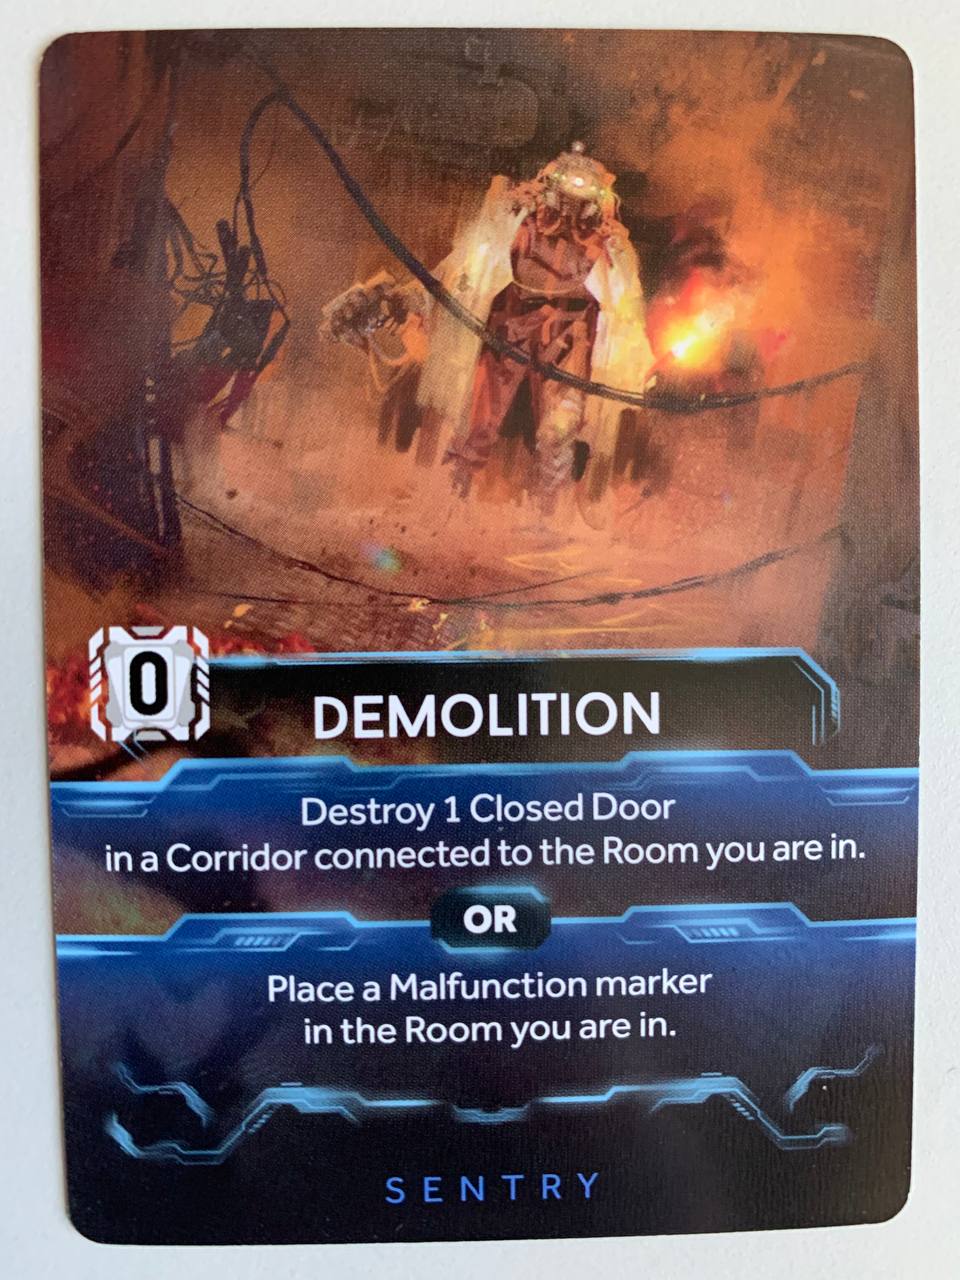 0
DEMOLITION
Destroy 1 Closed Door
in a Corridor connected to the Room you are in.
OR
Place a Malfunction marker
in the Room you are in.
SENTRY